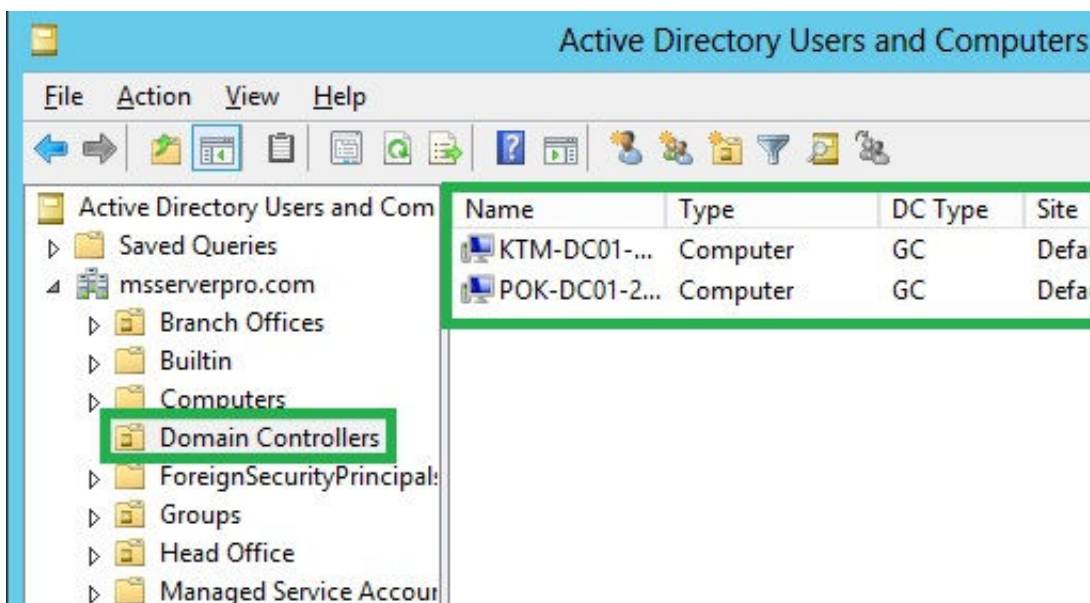 Active Directory Users and Computers
File Action View Help
Active Directory Users and Com
Name Type DC Type Site
Saved Queries
KTM-DC01-... Computer GC Defa
msserverpro.com
POK-DC01-2... Computer GC Defa
Branch Offices
Builtin
Computers
Domain Controllers
ForeignSecurityPrincipals
Groups
Head Office
Managed Service Accour